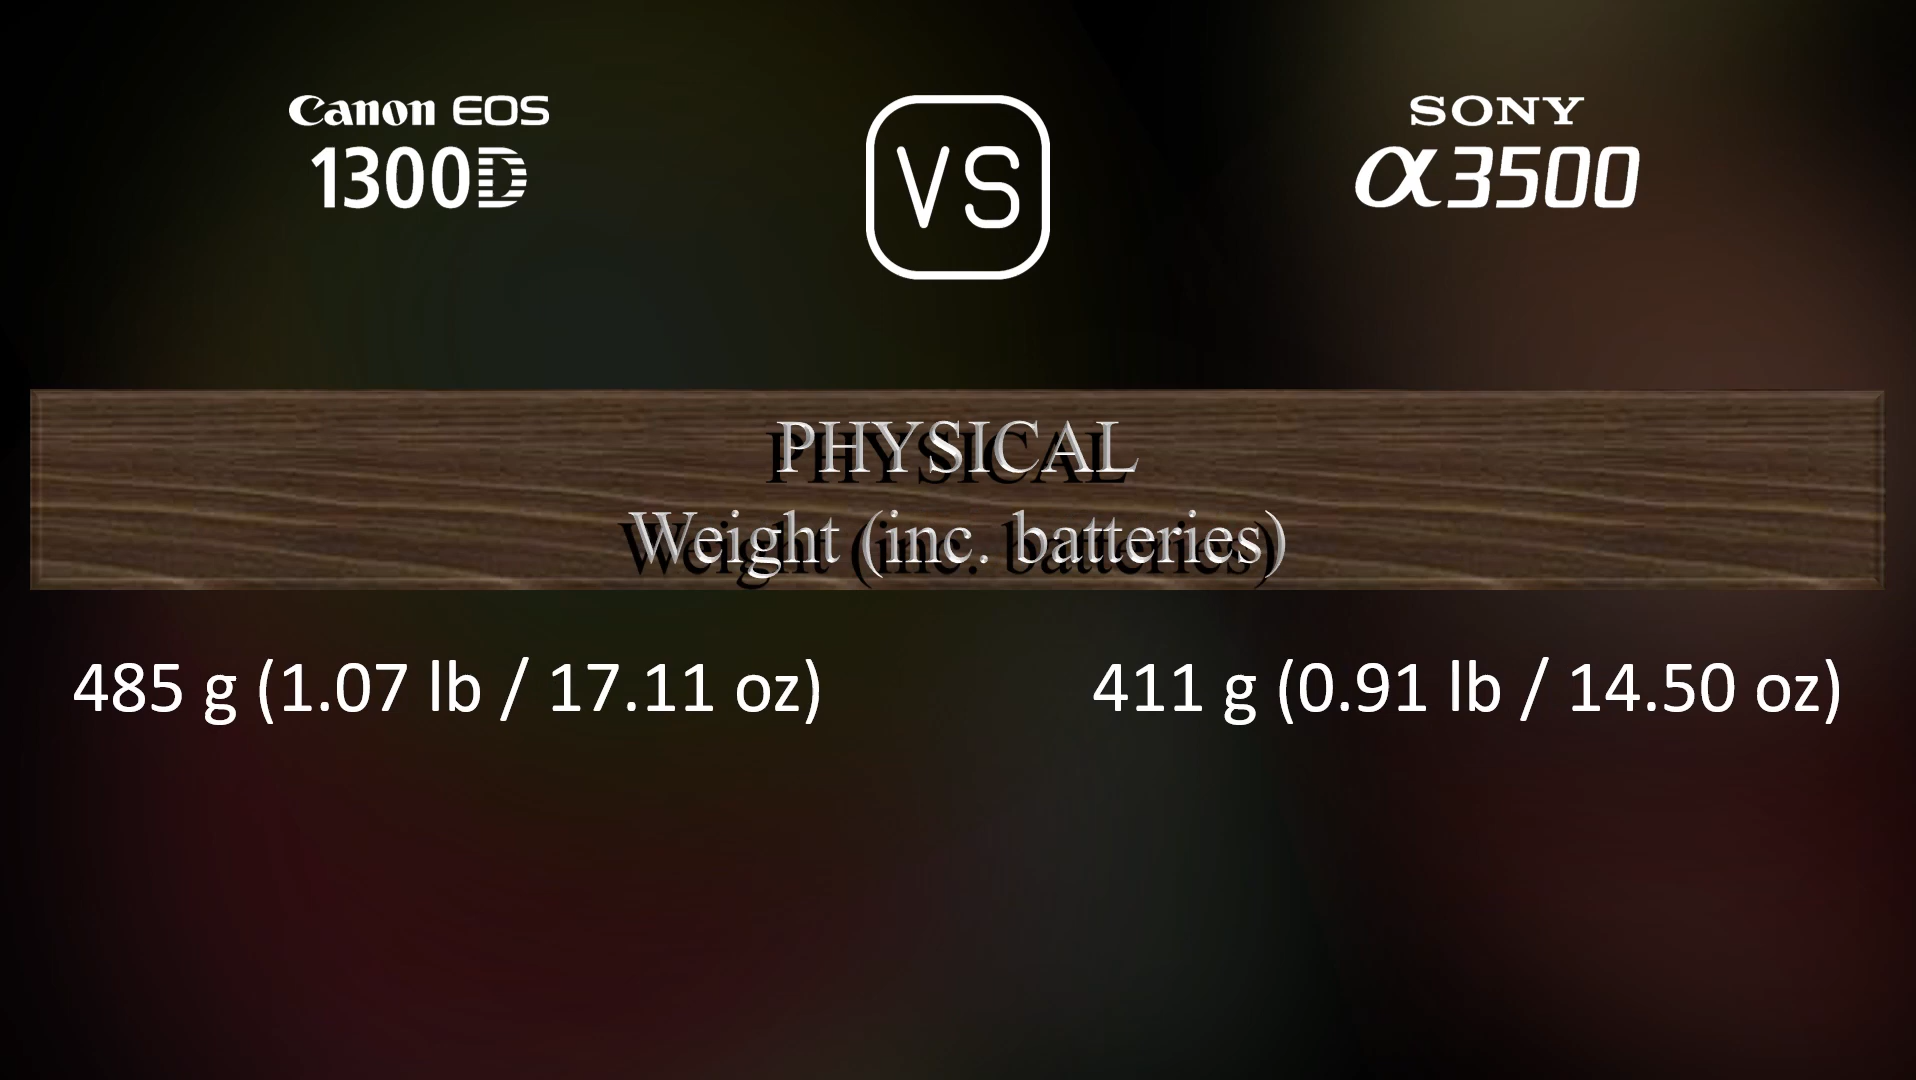 Canon EOS
1300D
VS
SONY
α3500
PHYSICAL
Weight (inc. batteries)
485 g (1.07 lb / 17.11 oz)
411 g (0.91 lb / 14.50 oz)